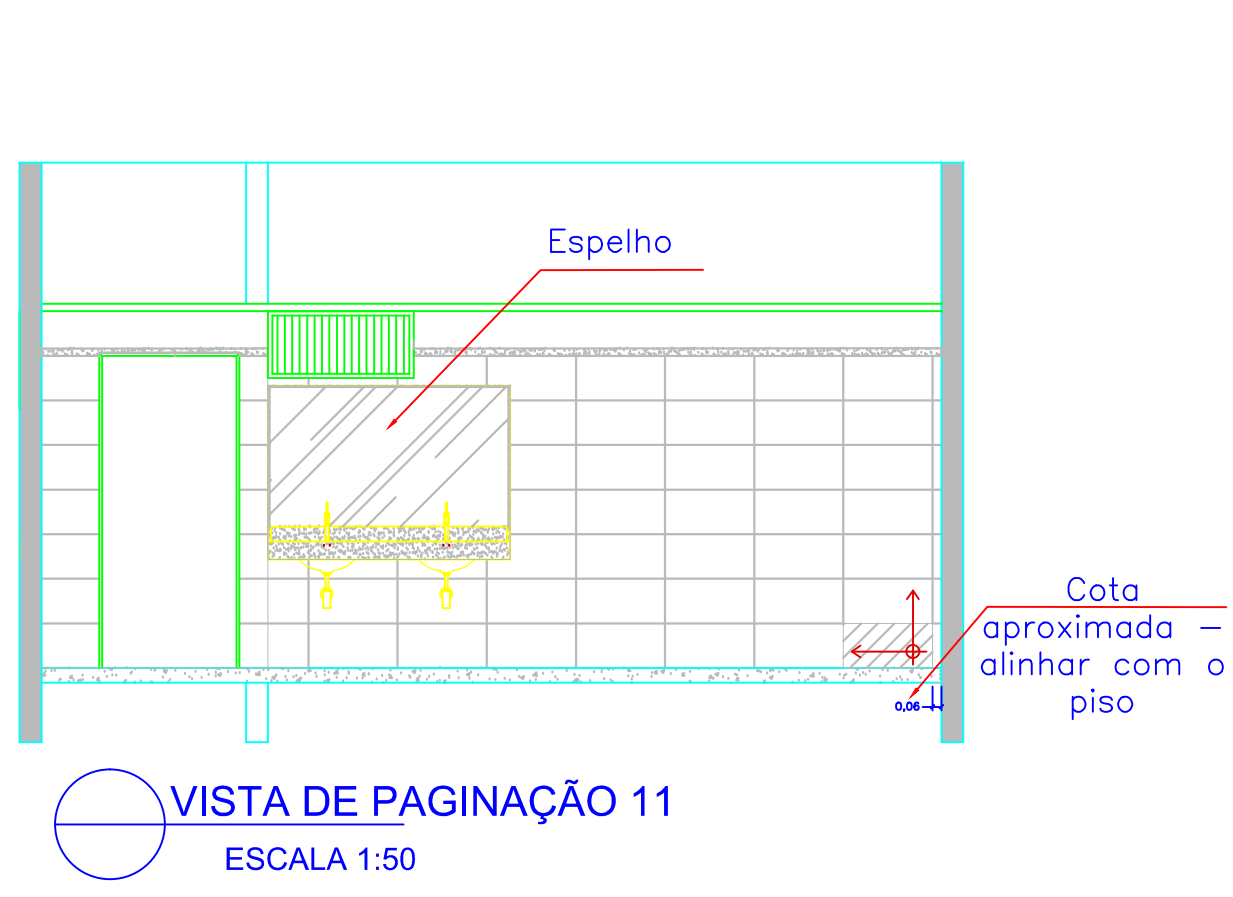 Espelho
Cota
aproximada –
alinhar com o
piso
0,06
VISTA DE PAGINAÇÃO 11
ESCALA 1:50